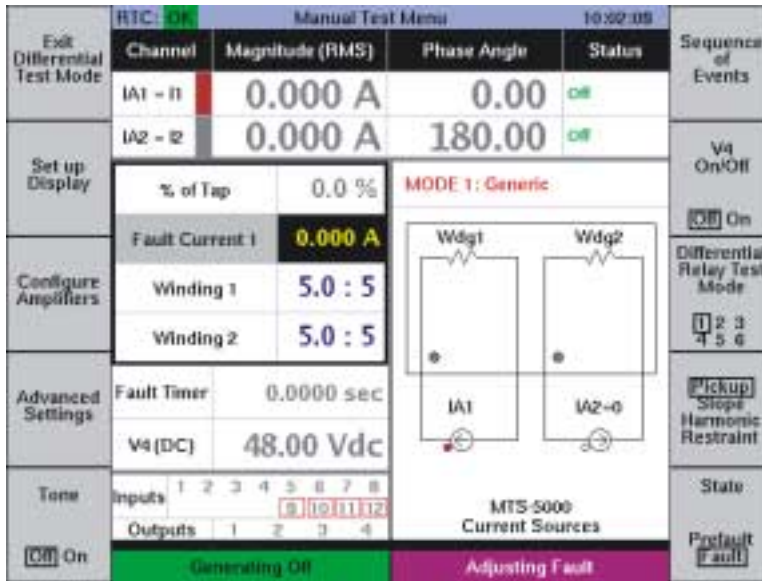 RTC: OK Manual Test Menu 10:02:08
Exit
Differential
Test Mode
Set up
Display
Configure
Amplifiers
Advanced
Settings
Tone
Off On
Channel Magnitude (RMS) Phase Angle Status
IA1 - I1 0.000 A 0.00 Off
IA2 - I2 0.000 A 180.00 Off
% of Tap 0.0 %
Fault Current 1 0.000 A
Winding 1 5.0 : 5
Winding 2 5.0 : 5
Fault Timer 0.0000 sec
V4 (DC) 48.00 Vdc
Inputs 1 2 3 4 5 6 7 8
9 10 11 12
Outputs 1 2 3 4
Generating Off
MODE 1: Generic
Wdg1 Wdg2
IA1 IA2=0
MTS-5000
Current Sources
Adjusting Fault
Sequence
of
Events
V4
On/Off
Off On
Differential
Relay Test
Mode
1 2 3
4 5 6
Pickup
Slope
Harmonic
Restraint
State
Prefault
Fault